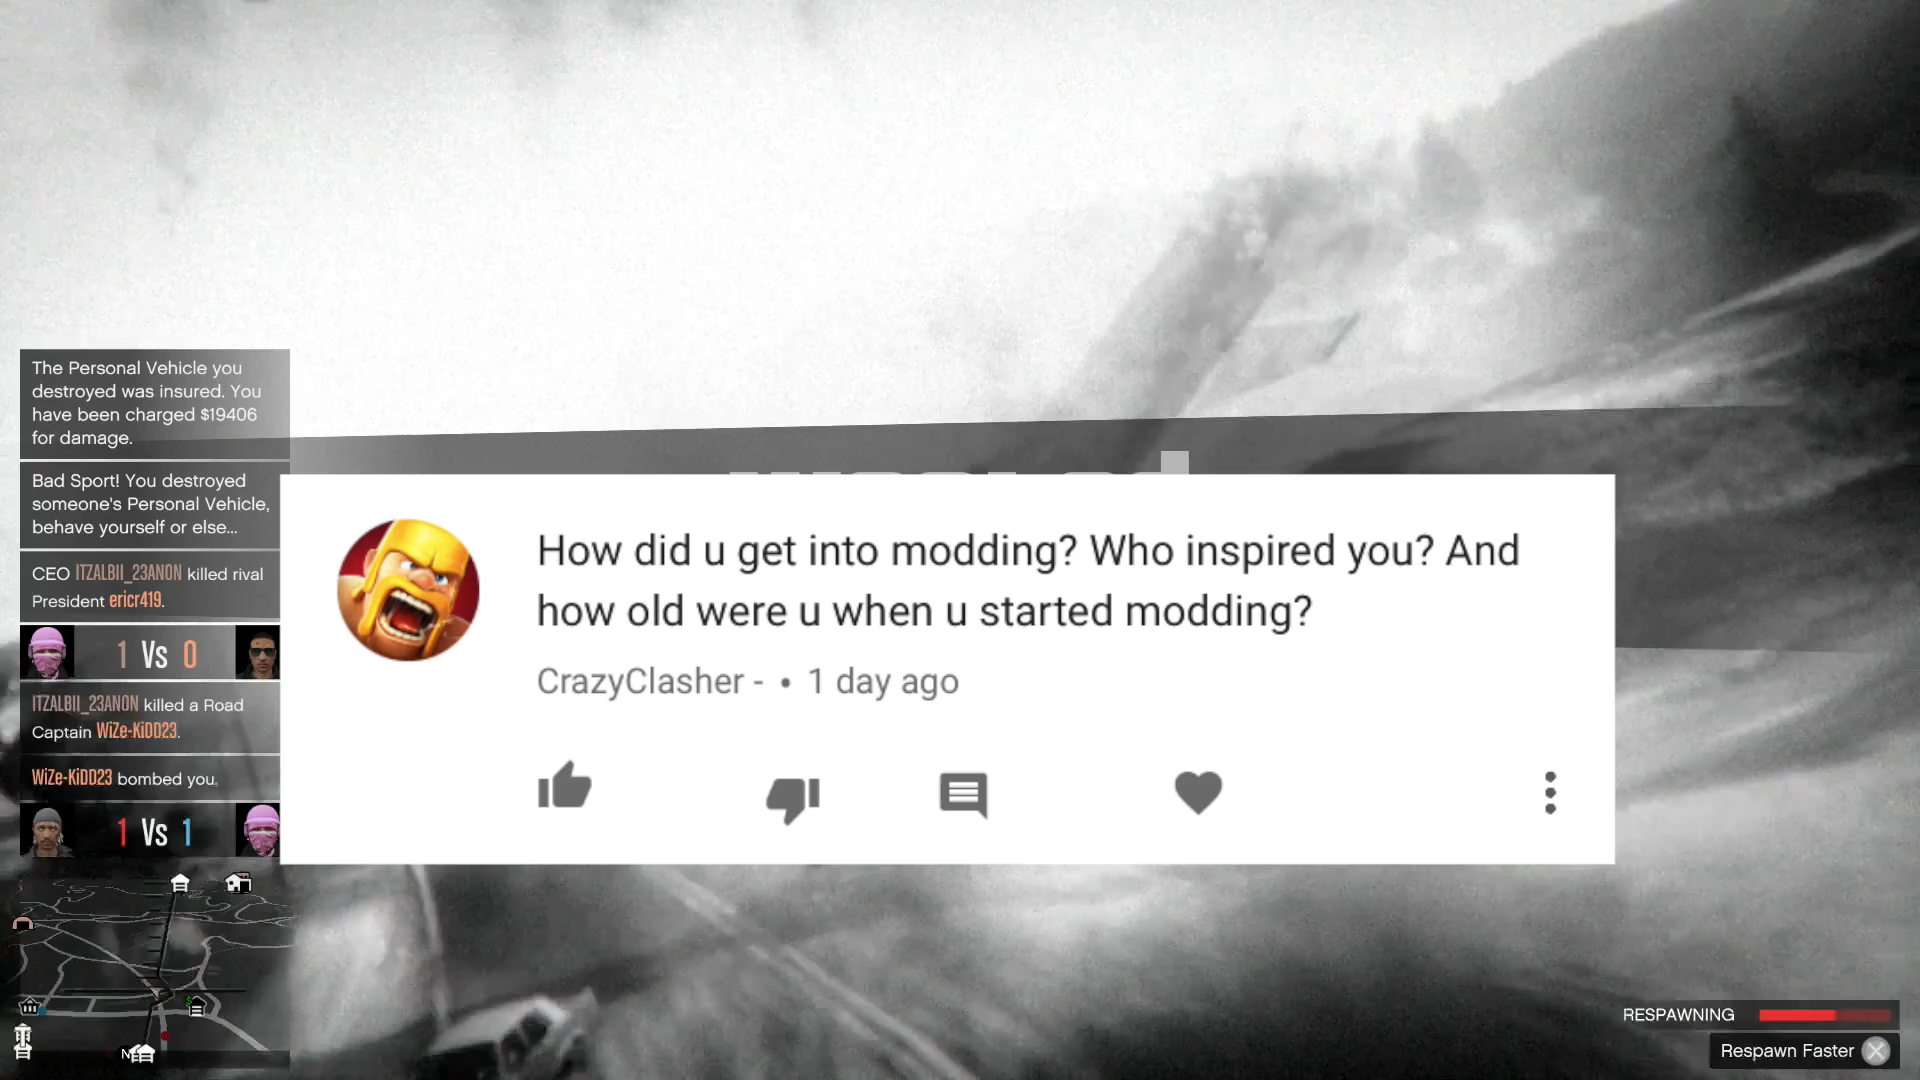 The Personal Vehicle you
destroyed was insured. You
have been charged $19406
for damage.
Bad Sport! You destroyed
someone's Personal Vehicle,
behave yourself or else...
CEO ITZALBII_23ANON killed rival
President ericr419.
1 Vs 0
ITZALBII_23ANON killed a Road
Captain WiZe-KiDD23.
WiZe-KiDD23 bombed you.
1 Vs 1
N
How did u get into modding? Who inspired you? And
how old were u when u started modding?
CrazyClasher - • 1 day ago
RESPAWNING
Respawn Faster